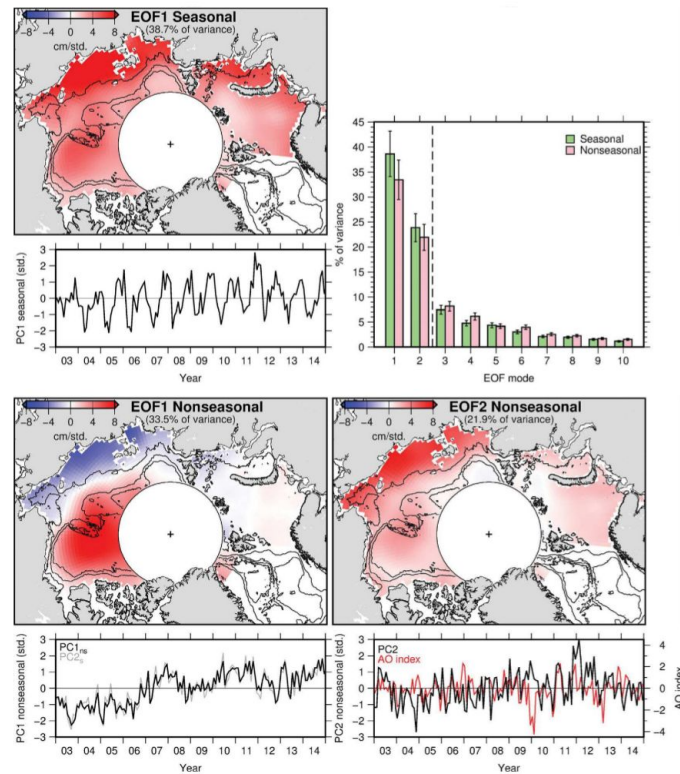 EOF1 Seasonal
(38.7% of variance)
−8 −4 0 4 8
cm/std.
3
2
1
0
−1
−2
−3
PC1 seasonal (std.)
03 04 05 06 07 08 09 10 11 12 13 14
Year
45
40
35
30
25
20
15
10
5
0
% of variance
Seasonal
Nonseasonal
1 2 3 4 5 6 7 8 9 10
EOF mode
EOF1 Nonseasonal
(33.5% of variance)
−8 −4 0 4 8
cm/std.
EOF2 Nonseasonal
(21.9% of variance)
−8 −4 0 4 8
cm/std.
PC1ns
PC2s
3
2
1
0
−1
−2
−3
PC1 nonseasonal (std.)
03 04 05 06 07 08 09 10 11 12 13 14
Year
PC2
AO index
3
2
1
0
−1
−2
−3
PC2 nonseasonal (std.)
4
2
0
−2
−4
AO index
03 04 05 06 07 08 09 10 11 12 13 14
Year